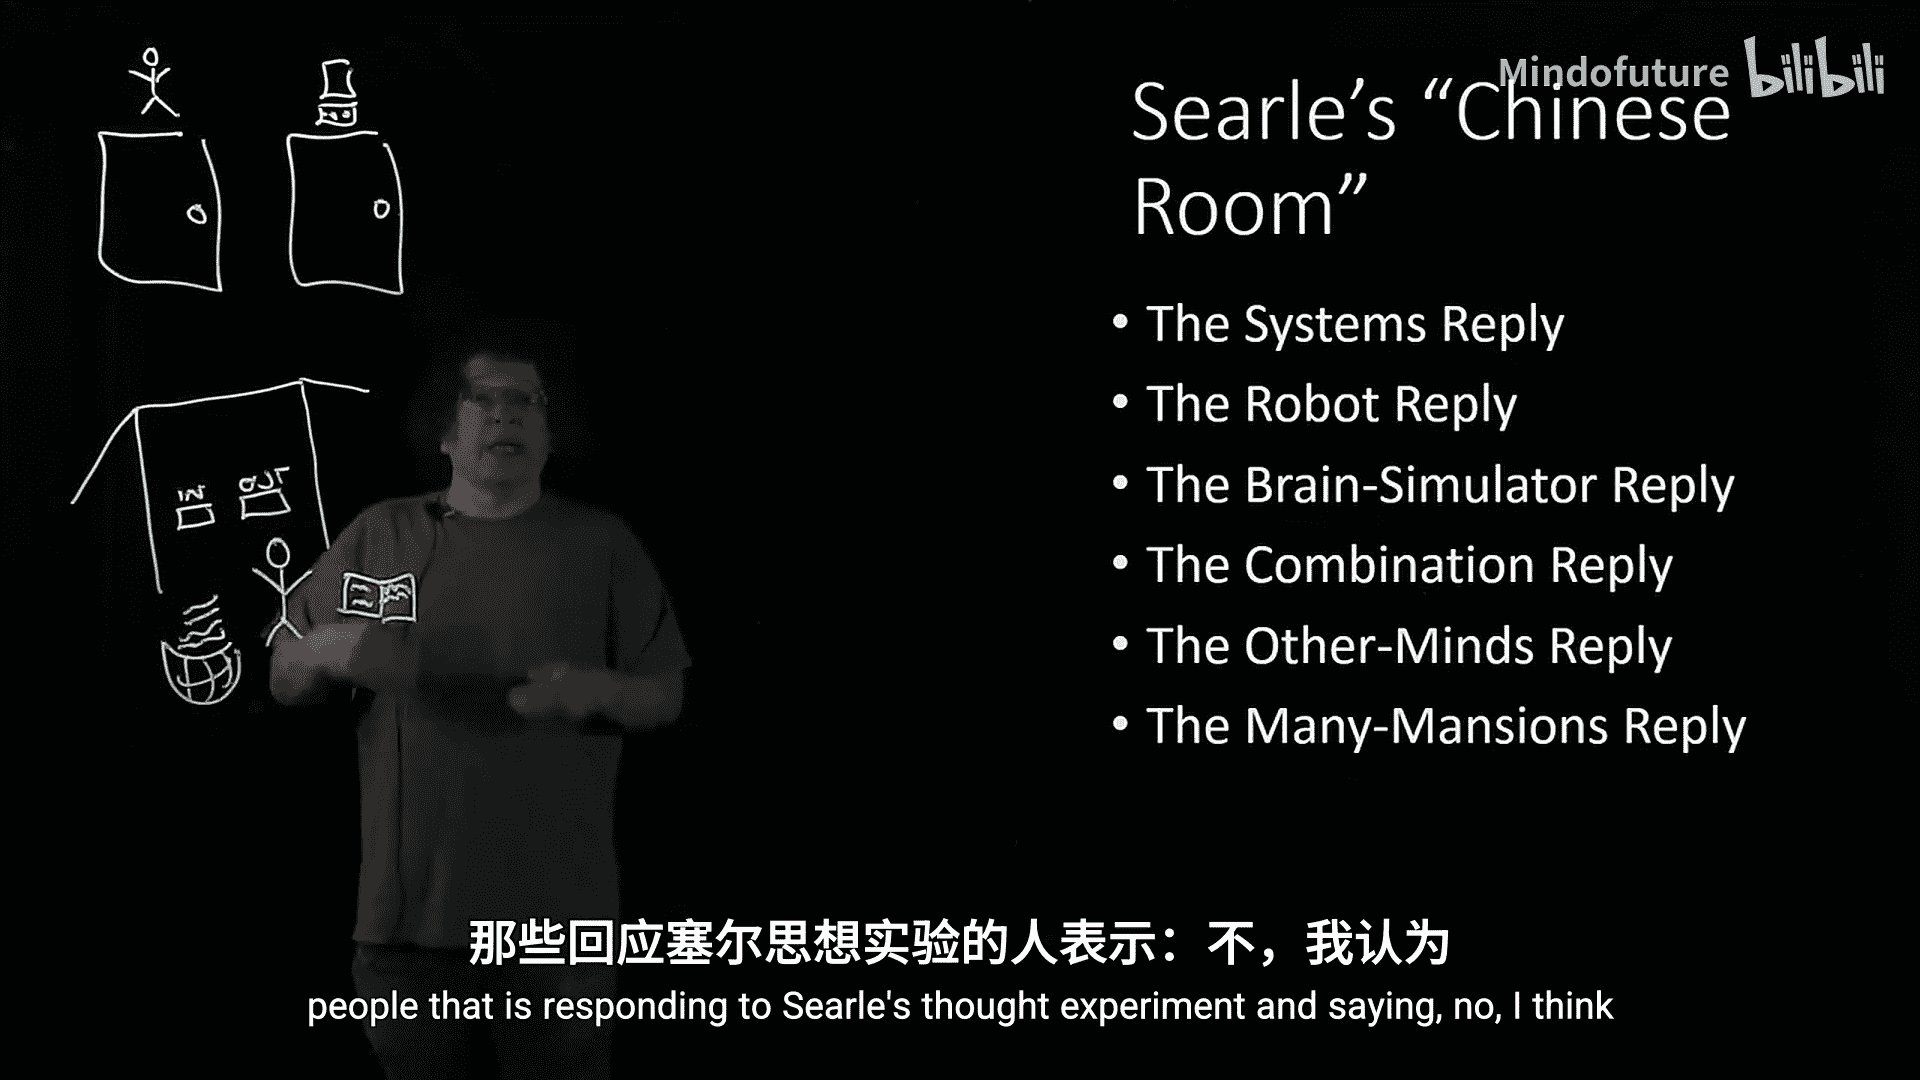 Mindofuture bilibili
Searle's “Chinese
Room”
• The Systems Reply
• The Robot Reply
• The Brain-Simulator Reply
• The Combination Reply
• The Other-Minds Reply
• The Many-Mansions Reply
IN OUT
那些回应塞尔思想实验的人表示：不，我认为
people that is responding to Searle's thought experiment and saying, no, I think